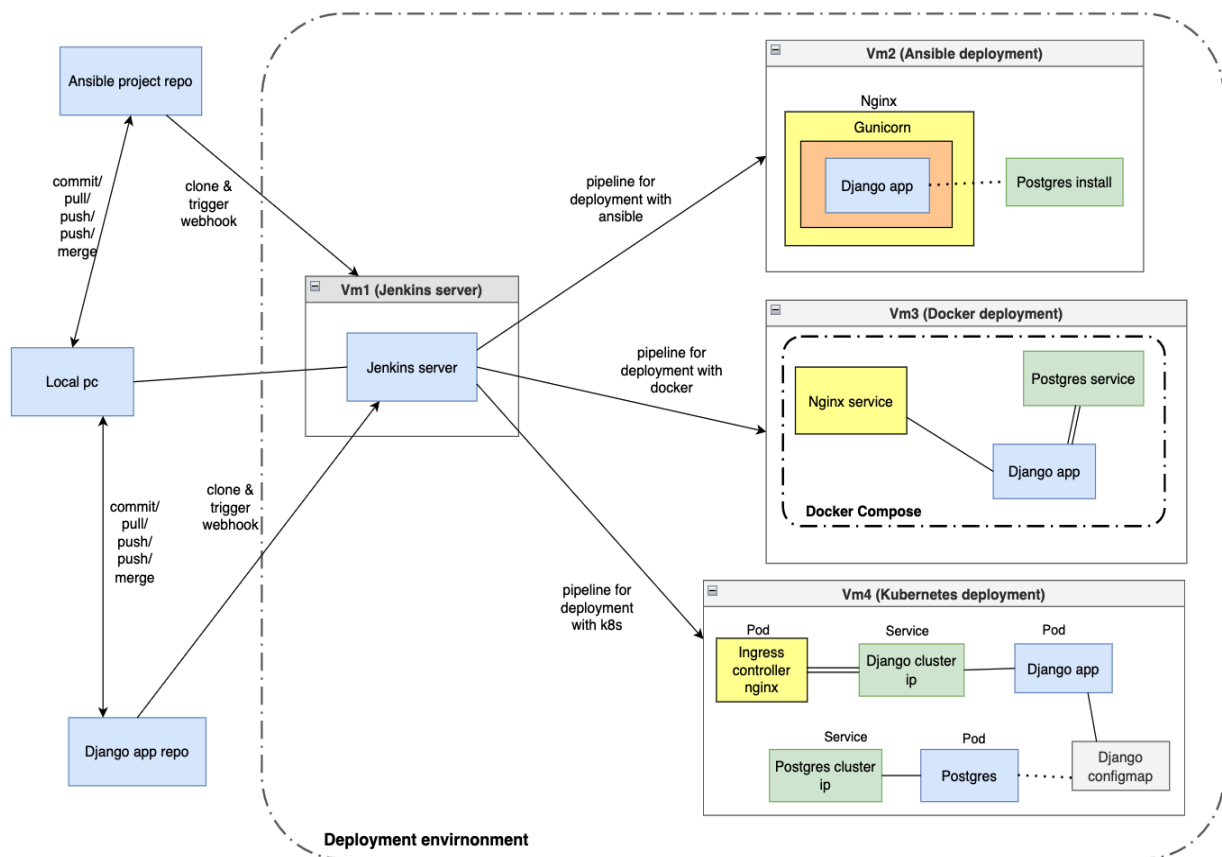 Ansible project repo
commit/
pull/
push/
push/
merge
clone &
trigger
webhook
Local pc
commit/
pull/
push/
push/
merge
clone &
trigger
webhook
Django app repo
Vm1 (Jenkins server)
Jenkins server
pipeline for
deployment with
ansible
pipeline for
deployment with
docker
pipeline for
deployment
with k8s
Vm2 (Ansible deployment)
Nginx
Gunicorn
Django app
Postgres install
Vm3 (Docker deployment)
Nginx service
Postgres service
Django app
Docker Compose
Vm4 (Kubernetes deployment)
Pod
Ingress
controller
nginx
Service
Django cluster
ip
Pod
Django app
Service
Postgres cluster
ip
Pod
Postgres
Django
configmap
Deployment envirnonment